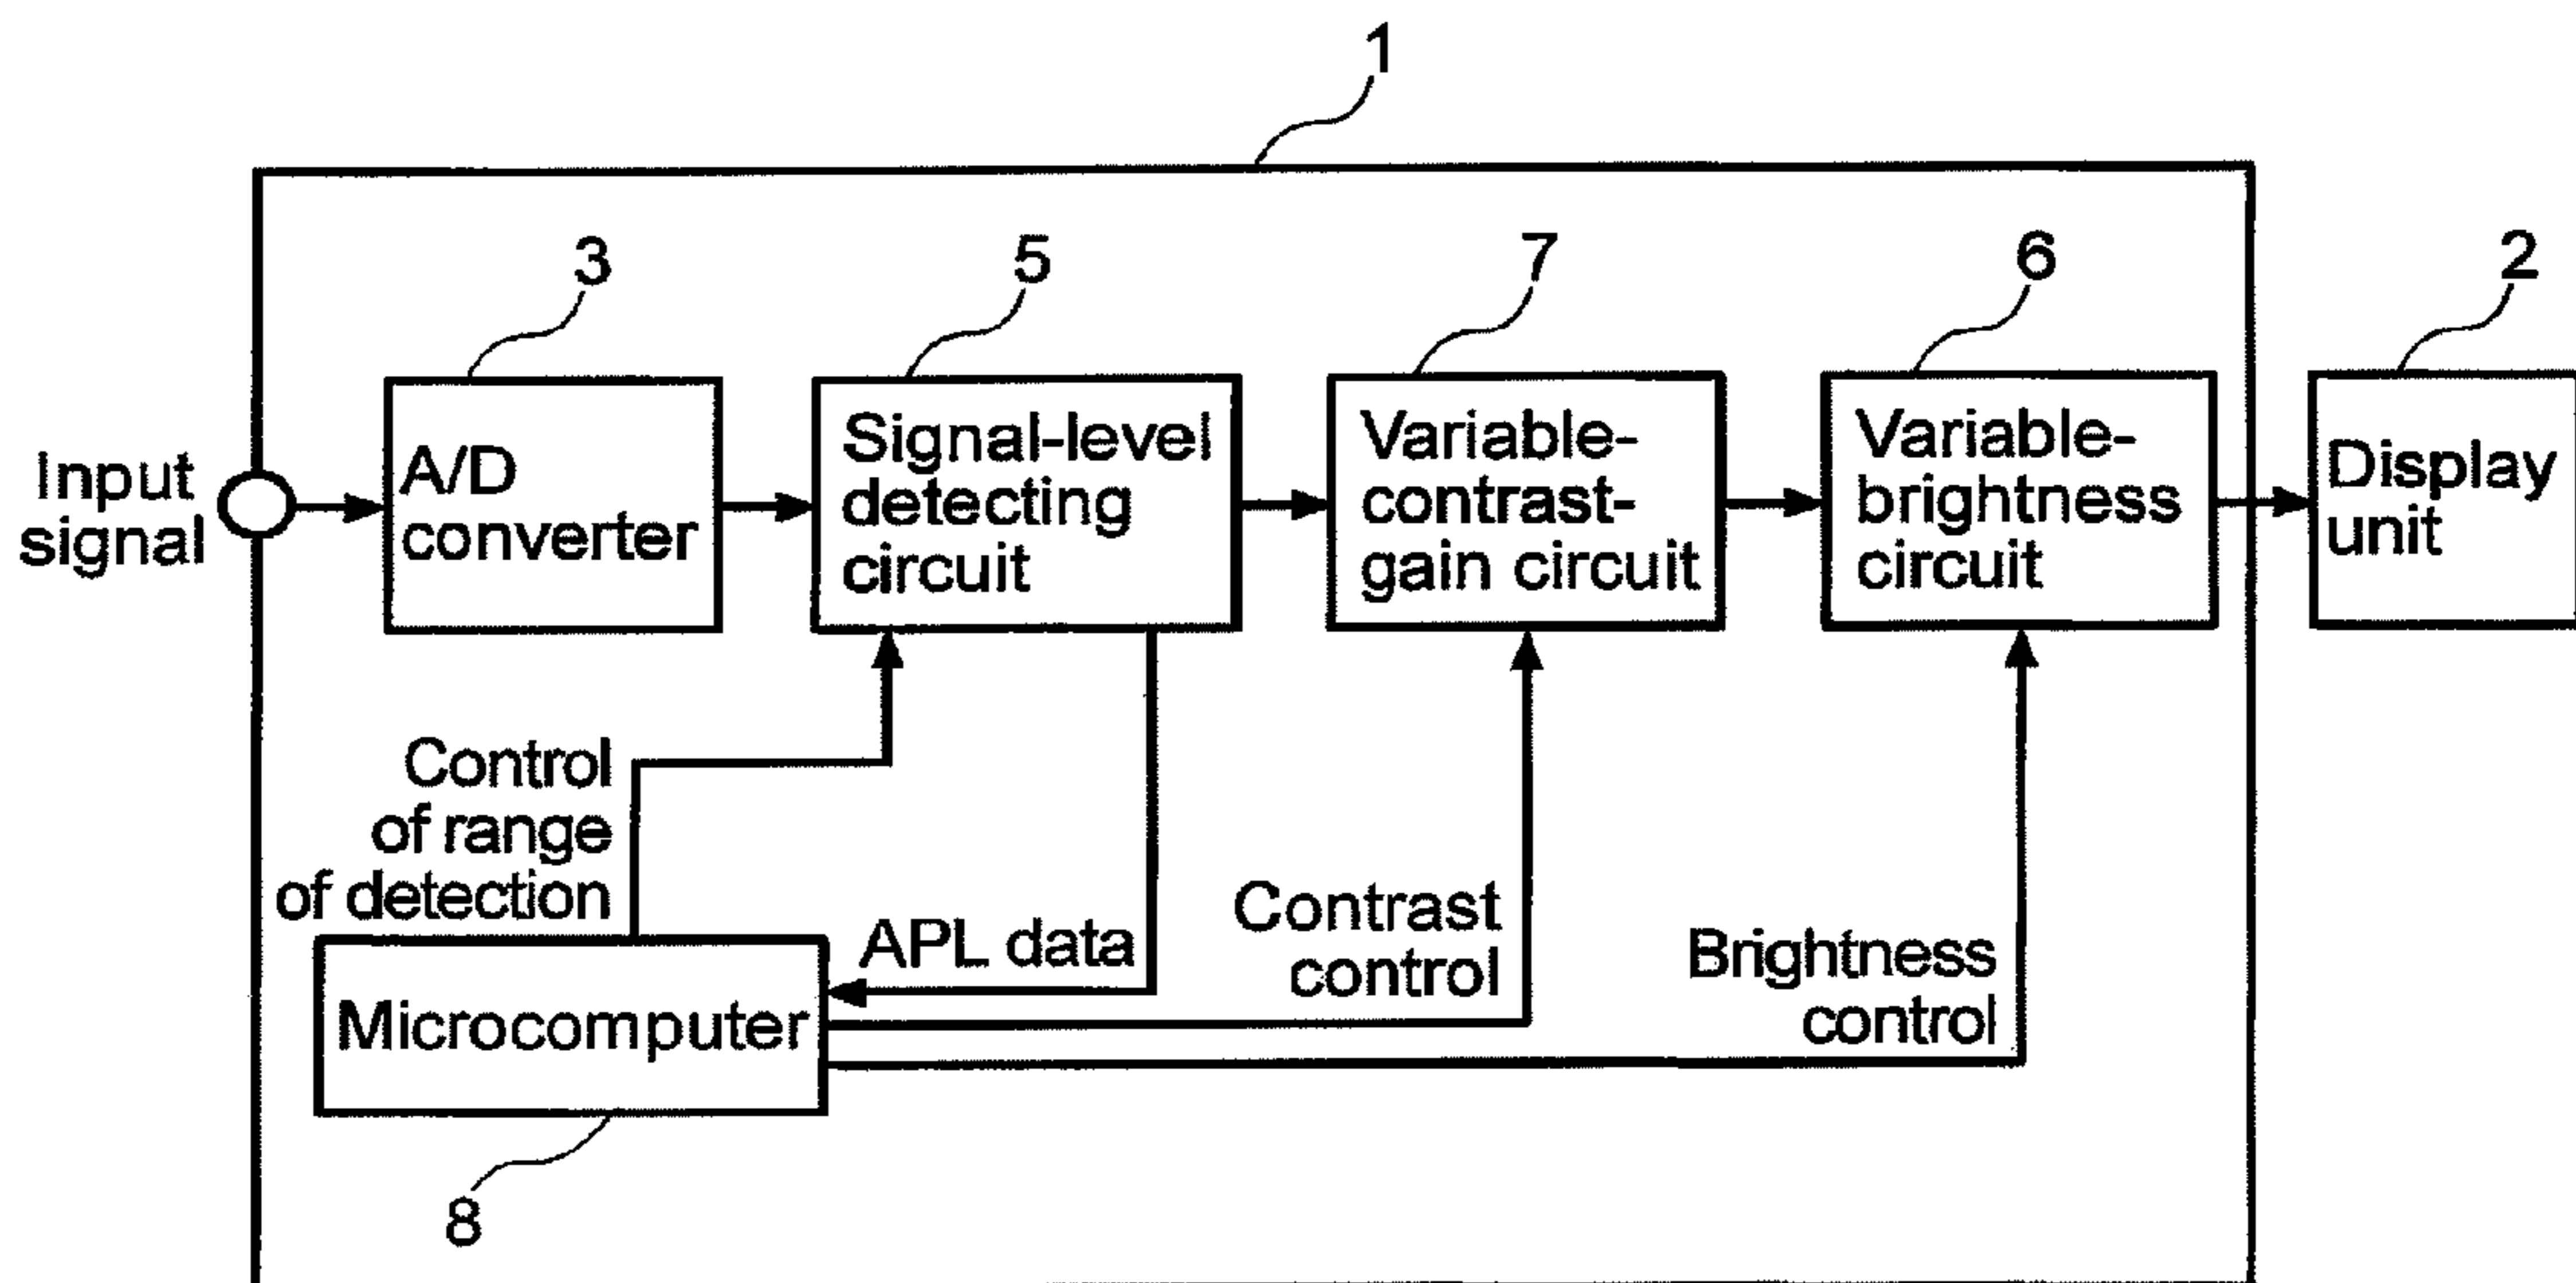 1
3
5
7
6
2
Input
signal
A/D
converter
Signal-level
detecting
circuit
Variable-
contrast-
gain circuit
Variable-
brightness
circuit
Display
unit
Control
of range
of detection
APL data
Contrast
control
Brightness
control
Microcomputer
8